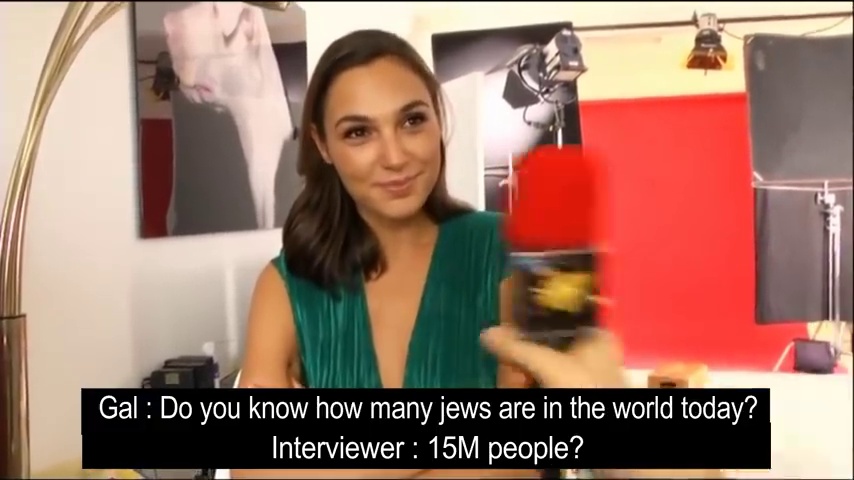 Gal : Do you know how many jews are in the world today?
Interviewer : 15M people?